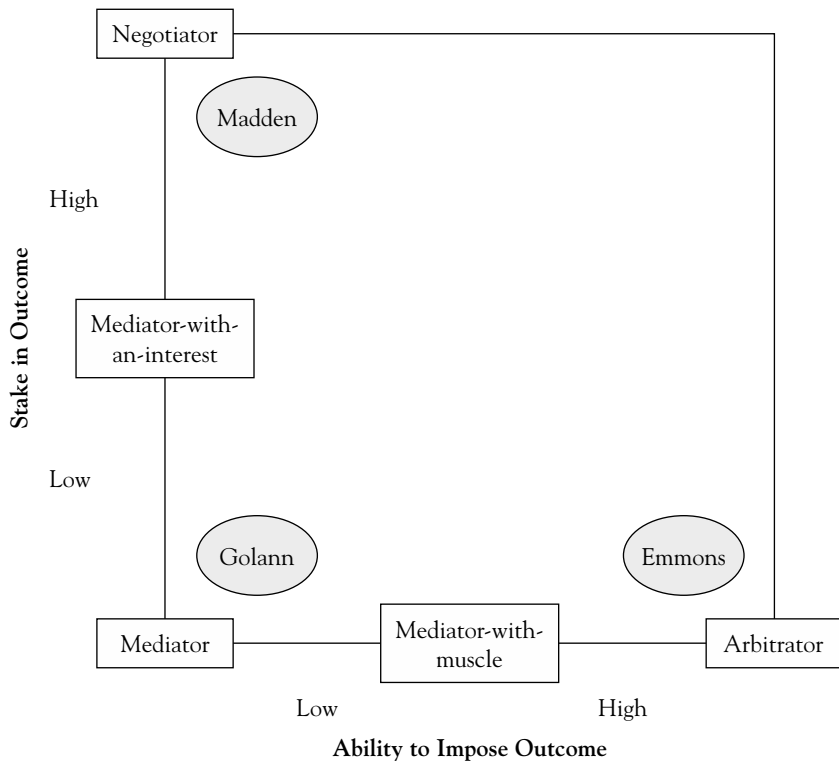 Negotiator
Madden
High
Stake in Outcome
Mediator-with-
an-interest
Low
Golann
Emmons
Mediator
Mediator-with-
muscle
Arbitrator
Low
High
Ability to Impose Outcome